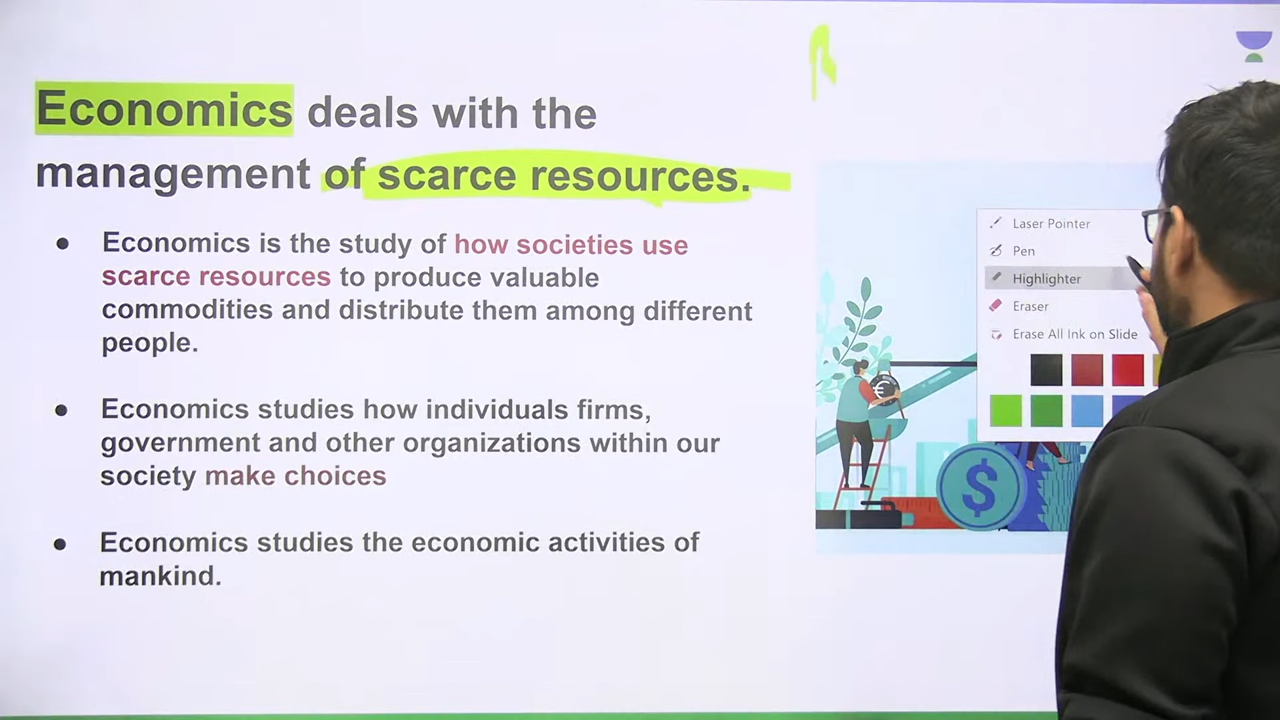 Economics deals with the
management of scarce resources.
● Economics is the study of how societies use
scarce resources to produce valuable
commodities and distribute them among different
people.
● Economics studies how individuals firms,
government and other organizations within our
society make choices
● Economics studies the economic activities of
mankind.
Laser Pointer
Pen
Highlighter
Eraser
Erase All Ink on Slide
€
$